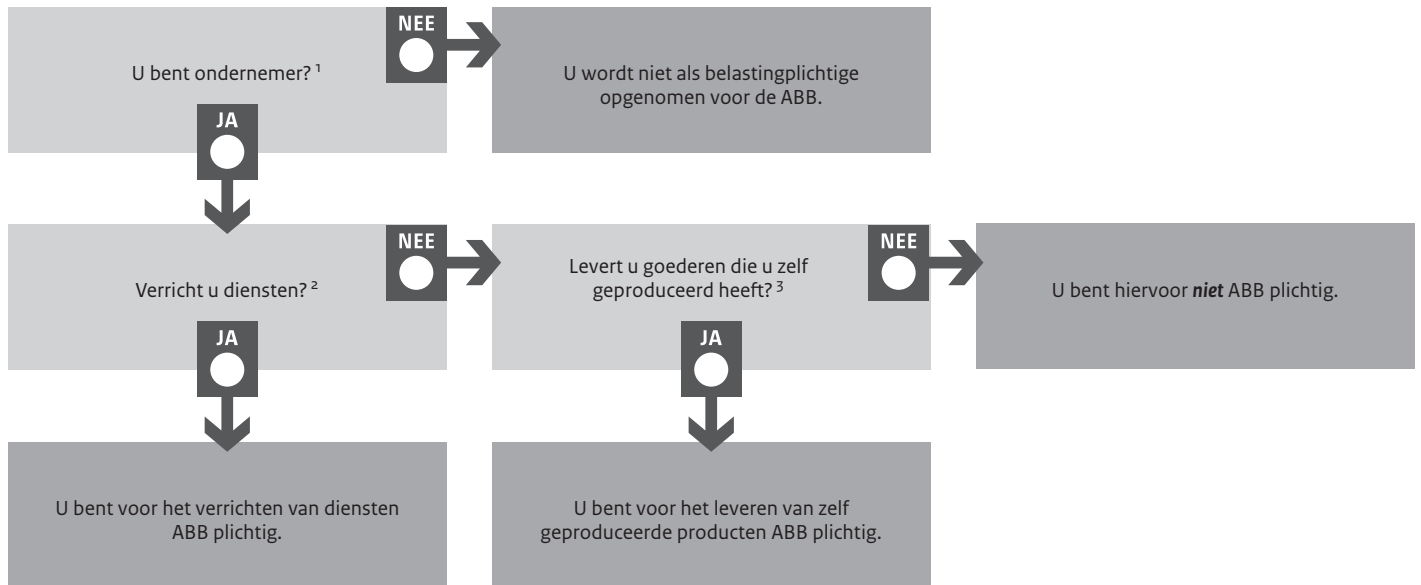 U bent ondernemer? ¹
NEE
JA
U wordt niet als belastingplichtige
opgenomen voor de ABB.
Verricht u diensten? ²
NEE
JA
Levert u goederen die u zelf
geproduceerd heeft? ³
NEE
JA
U bent hiervoor niet ABB plichtig.
U bent voor het verrichten van diensten
ABB plichtig.
U bent voor het leveren van zelf
geproduceerde producten ABB plichtig.